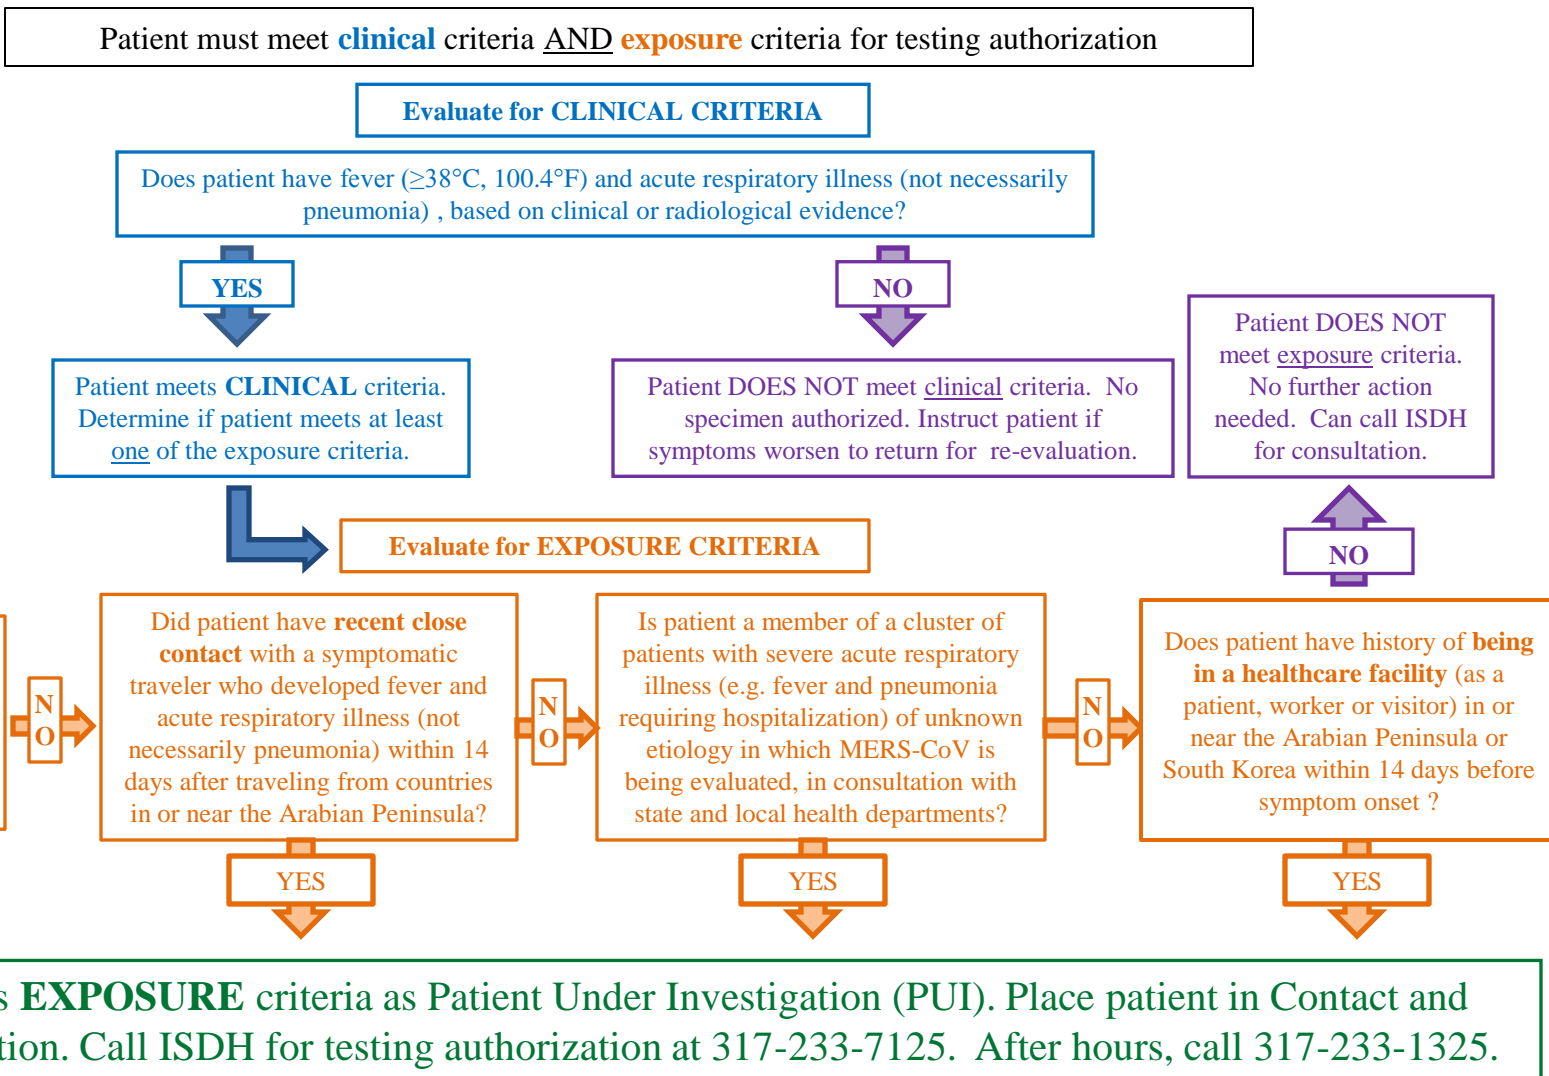 Patient must meet clinical criteria AND exposure criteria for testing authorization
Evaluate for CLINICAL CRITERIA
Does patient have fever (≥38°C, 100.4°F) and acute respiratory illness (not necessarily
pneumonia) , based on clinical or radiological evidence?
YES
NO
Patient meets CLINICAL criteria.
Determine if patient meets at least
one of the exposure criteria.
Patient DOES NOT meet clinical criteria. No
specimen authorized. Instruct patient if
symptoms worsen to return for re-evaluation.
Patient DOES NOT
meet exposure criteria.
No further action
needed. Can call ISDH
for consultation.
NO
Evaluate for EXPOSURE CRITERIA
N
O
Did patient have recent close
contact with a symptomatic
traveler who developed fever and
acute respiratory illness (not
necessarily pneumonia) within 14
days after traveling from countries
in or near the Arabian Peninsula?
N
O
Is patient a member of a cluster of
patients with severe acute respiratory
illness (e.g. fever and pneumonia
requiring hospitalization) of unknown
etiology in which MERS-CoV is
being evaluated, in consultation with
state and local health departments?
N
O
Does patient have history of being
in a healthcare facility (as a
patient, worker or visitor) in or
near the Arabian Peninsula or
South Korea within 14 days before
symptom onset ?
YES
YES
YES
s EXPOSURE criteria as Patient Under Investigation (PUI). Place patient in Contact and
tion. Call ISDH for testing authorization at 317-233-7125. After hours, call 317-233-1325.